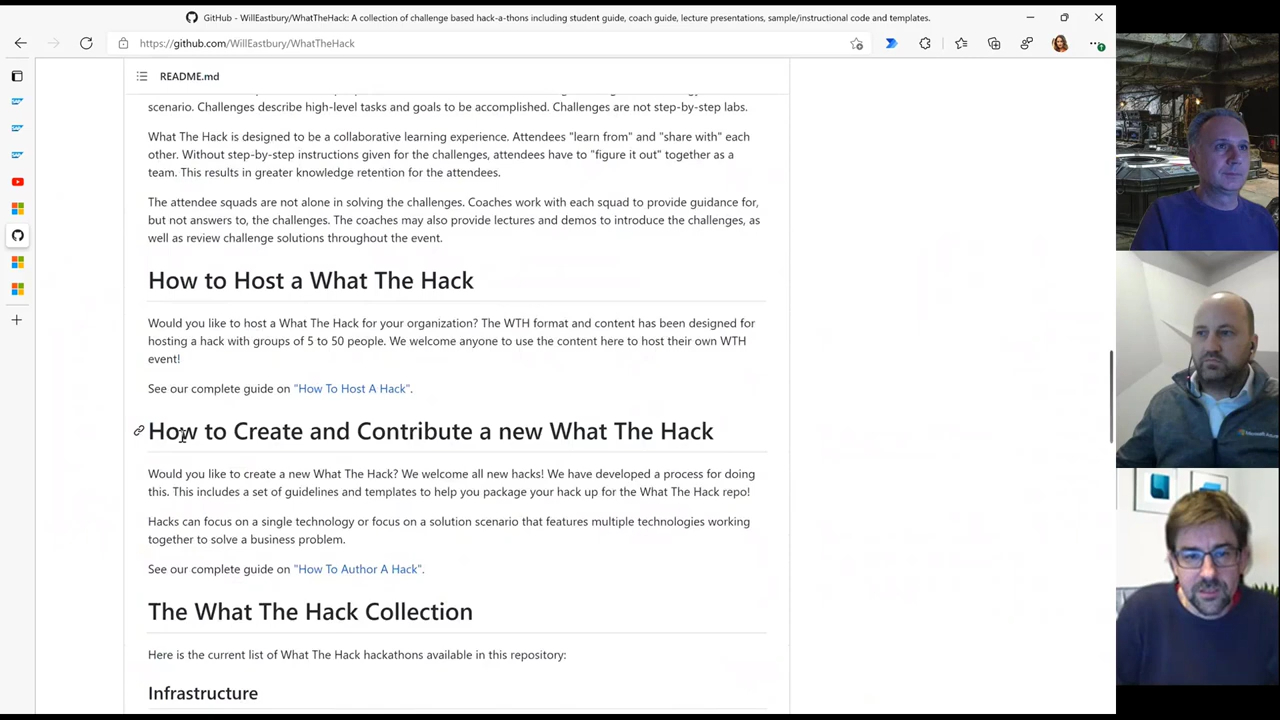 GitHub - WillEastbury/WhatTheHack: A collection of challenge based hack-a-thons including student guide, coach guide, lecture presentations, sample/instructional code and templates.
https://github.com/WillEastbury/WhatTheHack
README.md
scenario. Challenges describe high-level tasks and goals to be accomplished. Challenges are not step-by-step labs.
What The Hack is designed to be a collaborative learning experience. Attendees "learn from" and "share with" each
other. Without step-by-step instructions given for the challenges, attendees have to "figure it out" together as a
team. This results in greater knowledge retention for the attendees.
The attendee squads are not alone in solving the challenges. Coaches work with each squad to provide guidance for,
but not answers to, the challenges. The coaches may also provide lectures and demos to introduce the challenges, as
well as review challenge solutions throughout the event.
How to Host a What The Hack
Would you like to host a What The Hack for your organization? The WTH format and content has been designed for
hosting a hack with groups of 5 to 50 people. We welcome anyone to use the content here to host their own WTH
event!
See our complete guide on "How To Host A Hack".
How to Create and Contribute a new What The Hack
Would you like to create a new What The Hack? We welcome all new hacks! We have developed a process for doing
this. This includes a set of guidelines and templates to help you package your hack up for the What The Hack repo!
Hacks can focus on a single technology or focus on a solution scenario that features multiple technologies working
together to solve a business problem.
See our complete guide on "How To Author A Hack".
The What The Hack Collection
Here is the current list of What The Hack hackathons available in this repository:
Infrastructure